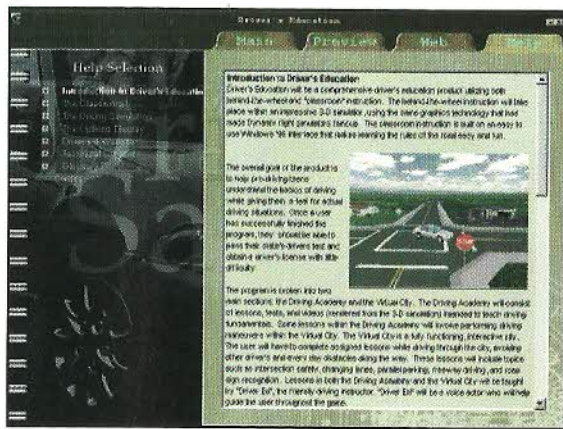 Driver's Education
Main Preview Web Help
Help Selection
Introduction to Driver's Education
The Classroom
The Driving Simulation
Introduction to Driver's Education
Driver's Education will be a comprehensive driver's education product utilizing both
behind-the-wheel and "classroom" instruction. The behind-the-wheel instruction will take
place within an impressive 3-D simulator, using the same graphics technology that had
made Dynamix flight simulators famous. The classroom instruction is built on an easy to
use Windows '95 interface that makes learning the rules of the road easy and fun.
The overall goal of the product is
to help pre-driving teens
understand the basics of driving
while giving them a feel for actual
driving situations. Once a user
has successfully finished the
program, they should be able to
pass their state's drivers test and
obtain a driver's license with little
difficulty.
STOP
The program is broken into two
main sections, the Driving Academy and the Virtual City. The Driving Academy will consist
of lessons, tests, and videos (rendered from the 3-D simulation) intended to teach driving
fundamentals. Some lessons within the Driving Academy will involve performing driving
maneuvers within the Virtual City. The Virtual City is a fully functioning, interactive city.
The user will have to complete assigned lessons while driving through the city, avoiding
other drivers and every day obstacles along the way. These lessons will include topics
such as intersection safety, changing lanes, parallel parking, freeway driving, and road
sign recognition. Lessons in both the Driving Academy and the Virtual City will be taught
by "Driver Ed", the friendly driving instructor. "Driver Ed" will be a voice actor who will help
guide the user throughout the game.